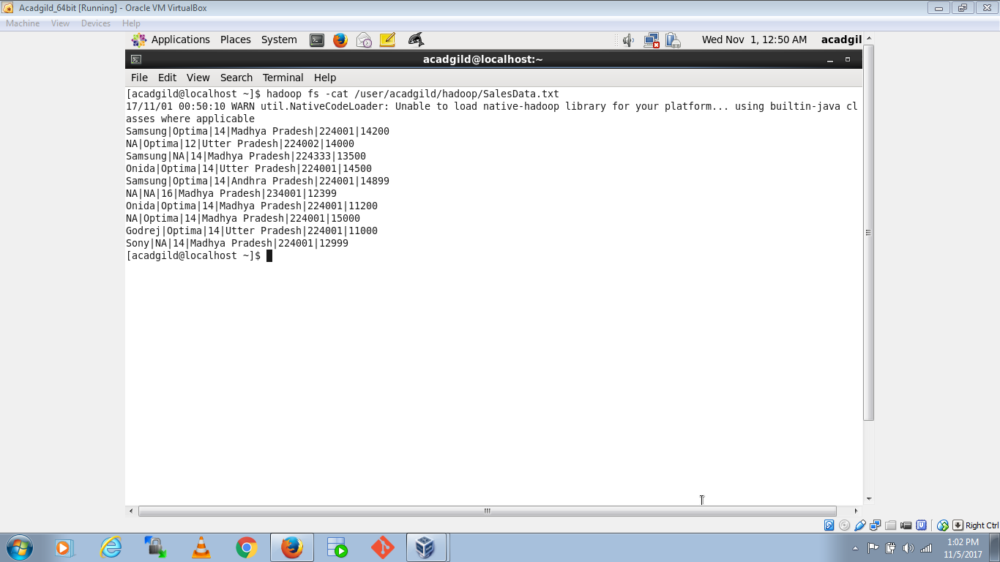 Acadgild_64bit [Running] - Oracle VM VirtualBox
Machine View Devices Help
Applications Places System Wed Nov 1, 12:50 AM acadgil
acadgild@localhost:~
File Edit View Search Terminal Help
[acadgild@localhost ~]$ hadoop fs -cat /user/acadgild/hadoop/SalesData.txt
17/11/01 00:50:10 WARN util.NativeCodeLoader: Unable to load native-hadoop library for your platform... using builtin-java cl
asses where applicable
Samsung|Optima|14|Madhya Pradesh|224001|14200
NA|Optima|12|Utter Pradesh|224002|14000
Samsung|NA|14|Madhya Pradesh|224333|13500
Onida|Optima|14|Utter Pradesh|224001|14500
Samsung|Optima|14|Andhra Pradesh|224001|14899
NA|NA|16|Madhya Pradesh|234001|12399
Onida|Optima|14|Madhya Pradesh|224001|11200
NA|Optima|14|Madhya Pradesh|224001|15000
Godrej|Optima|14|Utter Pradesh|224001|11000
Sony|NA|14|Madhya Pradesh|224001|12999
[acadgild@localhost ~]$
Right Ctrl
1:02 PM
11/5/2017